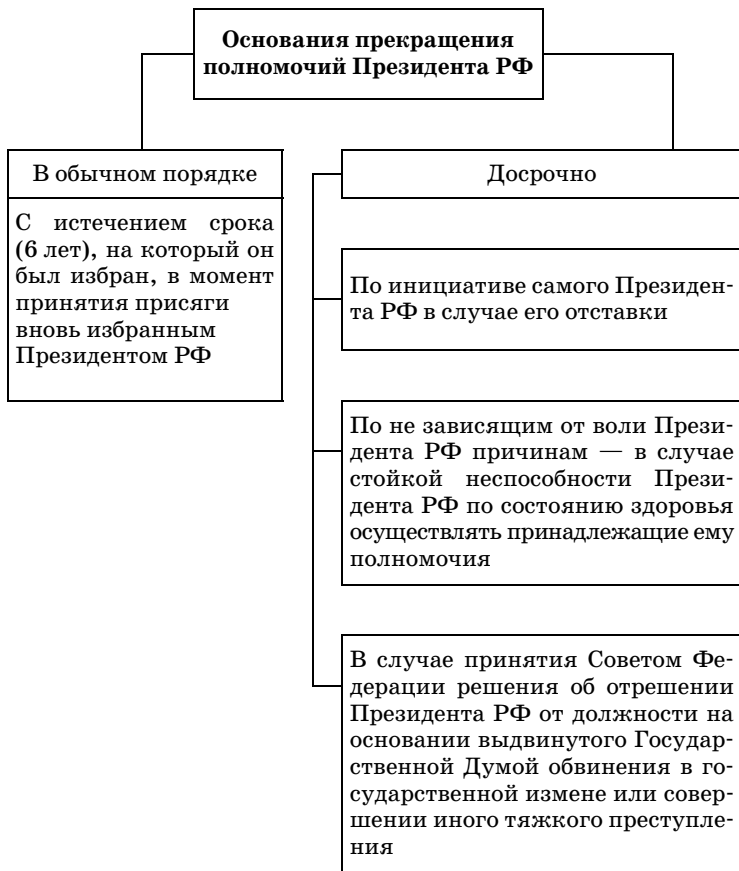 Основания прекращения
полномочий Президента РФ
В обычном порядке
С истечением срока
(6 лет), на который он
был избран, в момент
принятия присяги
вновь избранным
Президентом РФ
Досрочно
По инициативе самого Президен-
та РФ в случае его отставки
По не зависящим от воли Прези-
дента РФ причинам — в случае
стойкой неспособности Прези-
дента РФ по состоянию здоровья
осуществлять принадлежащие ему
полномочия
В случае принятия Советом Фе-
дерации решения об отрешении
Президента РФ от должности на
основании выдвинутого Государ-
ственной Думой обвинения в го-
сударственной измене или совер-
шении иного тяжкого преступле-
ния